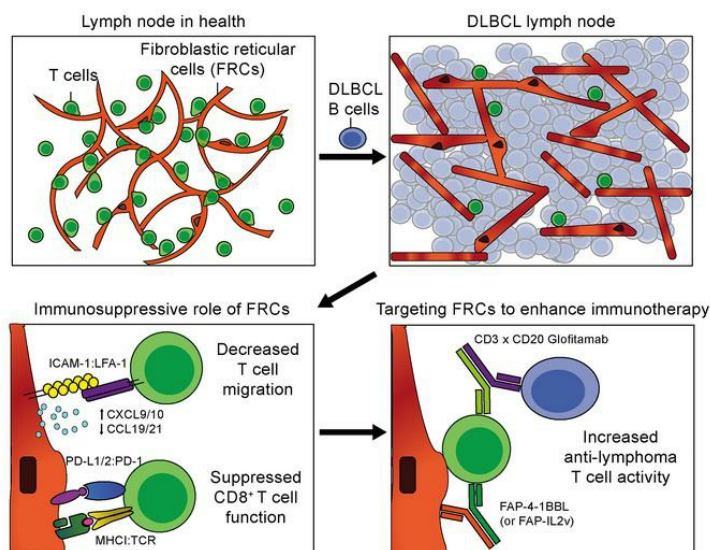 Lymph node in health
T cells
Fibroblastic reticular
cells (FRCs)
DLBCL
B cells
DLBCL lymph node
Immunosuppressive role of FRCs
ICAM-1:LFA-1
Decreased
T cell
migration
↑ CXCL9/10
↓ CCL19/21
PD-L1/2:PD-1
Suppressed
CD8⁺ T cell
function
MHCI:TCR
Targeting FRCs to enhance immunotherapy
CD3 x CD20 Glofitamab
Increased
anti-lymphoma
T cell activity
FAP-4-1BBL
(or FAP-IL2v)